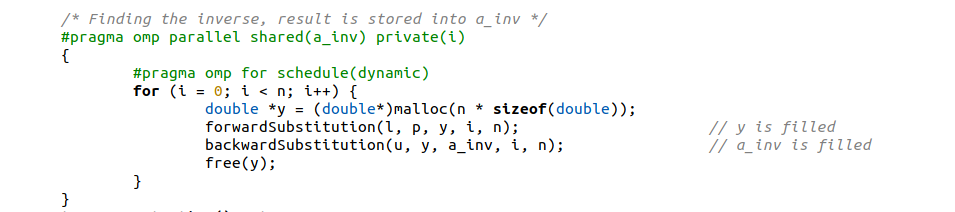 /* Finding the inverse, result is stored into a_inv */
#pragma omp parallel shared(a_inv) private(i)
{
#pragma omp for schedule(dynamic)
for (i = 0; i < n; i++) {
double *y = (double*)malloc(n * sizeof(double));
forwardSubstitution(l, p, y, i, n); // y is filled
backwardSubstitution(u, y, a_inv, i, n); // a_inv is filled
free(y);
}
}